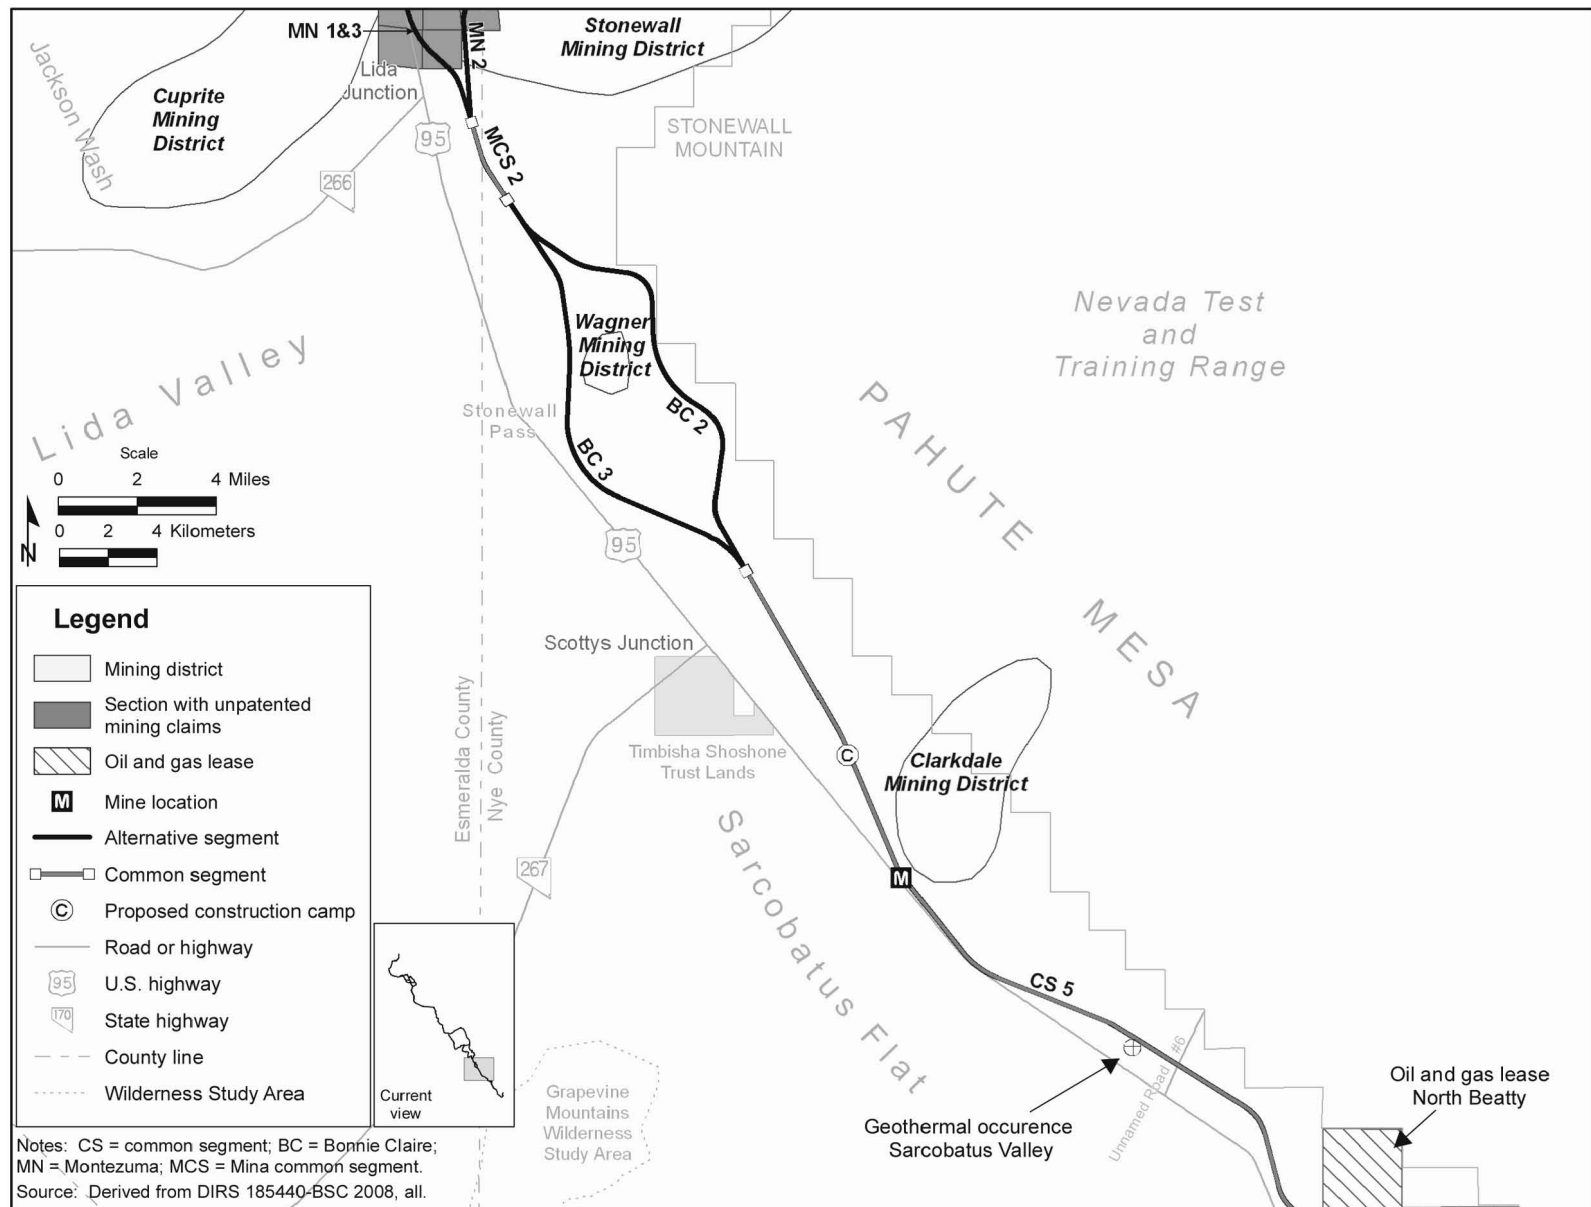 MN 1&3
MN 2
Stonewall
Mining District
Jackson Wash
Lida
Junction
Cuprite
Mining
District
95
MCS 2
STONEWALL
MOUNTAIN
266
Nevada Test
and
Training Range
Wagner
Mining
District
Lida Valley
Stonewall
Pass
BC 2
BC 3
PAHUTE MESA
Scale
0 2 4 Miles
0 2 4 Kilometers
N
95
Scottys Junction
Esmeralda County
Nye County
Timbisha Shoshone
Trust Lands
C
Clarkdale
Mining District
Sarcobatus Flat
267
M
CS 5
Unnamed Road #6
Geothermal occurence
Sarcobatus Valley
Oil and gas lease
North Beatty
Grapevine
Mountains
Wilderness
Study Area
Legend
Mining district
Section with unpatented
mining claims
Oil and gas lease
M Mine location
Alternative segment
Common segment
C Proposed construction camp
Road or highway
95 U.S. highway
170 State highway
County line
Wilderness Study Area
Current
view
Notes: CS = common segment; BC = Bonnie Claire;
MN = Montezuma; MCS = Mina common segment.
Source: Derived from DIRS 185440-BSC 2008, all.